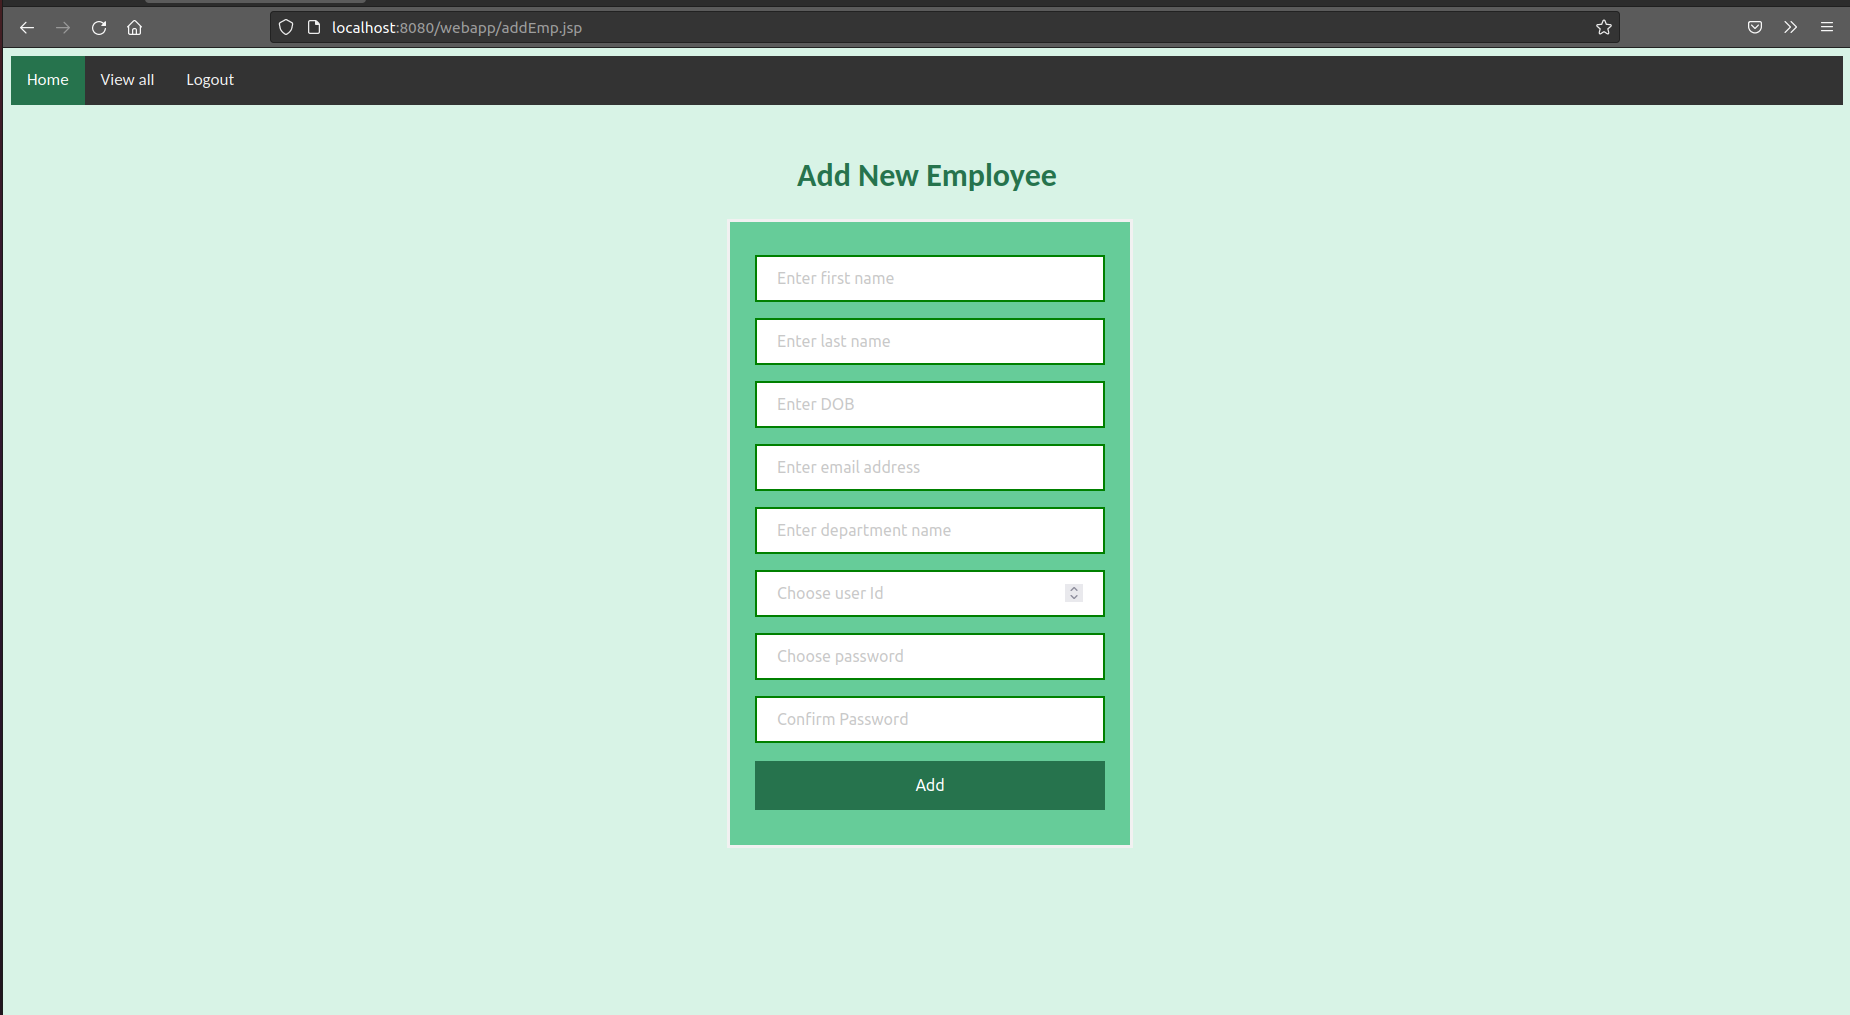 localhost:8080/webapp/addEmp.jsp
Home View all Logout
Add New Employee
Enter first name
Enter last name
Enter DOB
Enter email address
Enter department name
Choose user Id
Choose password
Confirm Password
Add